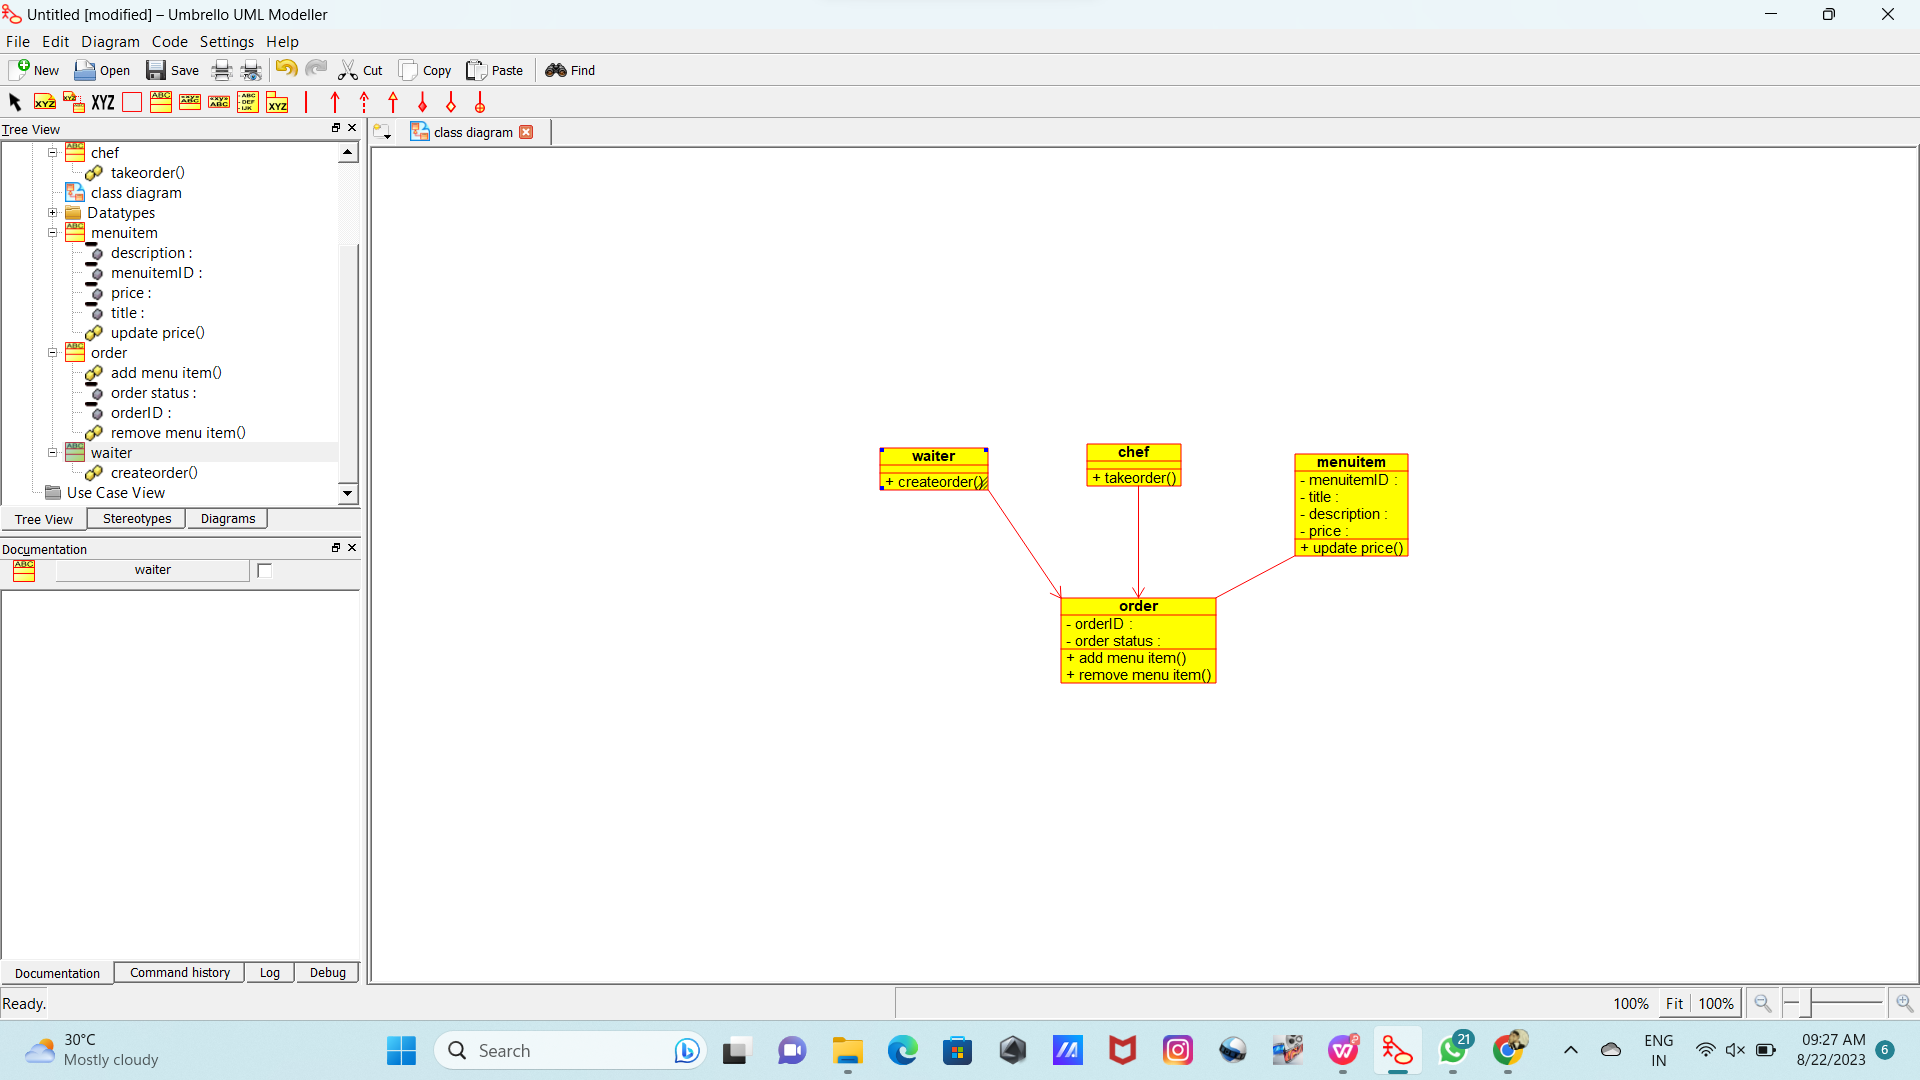 Untitled [modified] – Umbrello UML Modeller
File Edit Diagram Code Settings Help
New Open Save Cut Copy Paste Find
XYZ
Tree View
class diagram
chef
takeorder()
class diagram
Datatypes
menuitem
description :
menuitemID :
price :
title :
update price()
order
add menu item()
order status :
orderID :
remove menu item()
waiter
createorder()
Use Case View
Tree View Stereotypes Diagrams
Documentation
waiter
Documentation Command history Log Debug
waiter
+ createorder()
chef
+ takeorder()
menuitem
- menuitemID :
- title :
- description :
- price :
+ update price()
order
- orderID :
- order status :
+ add menu item()
+ remove menu item()
Ready.
100% Fit 100%
30°C
Mostly cloudy
Search
21
ENG
IN
09:27 AM
8/22/2023
6